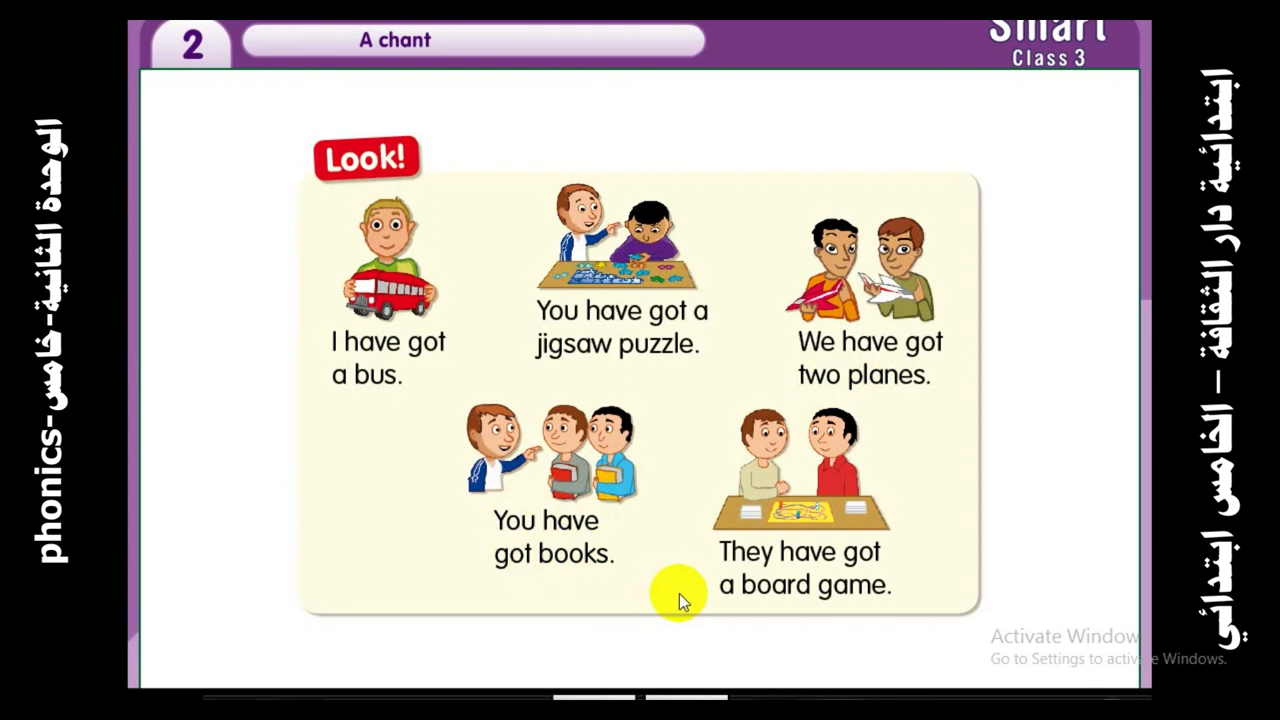 2
A chant
Smart
Class 3
Look!
I have got
a bus.
You have got a
jigsaw puzzle.
We have got
two planes.
You have
got books.
They have got
a board game.
Activate Window
Go to Settings to activate Windows.
الوحدة الثانية-خامس-phonics
ابتدائية دار الثقافة – الخامس ابتدائي